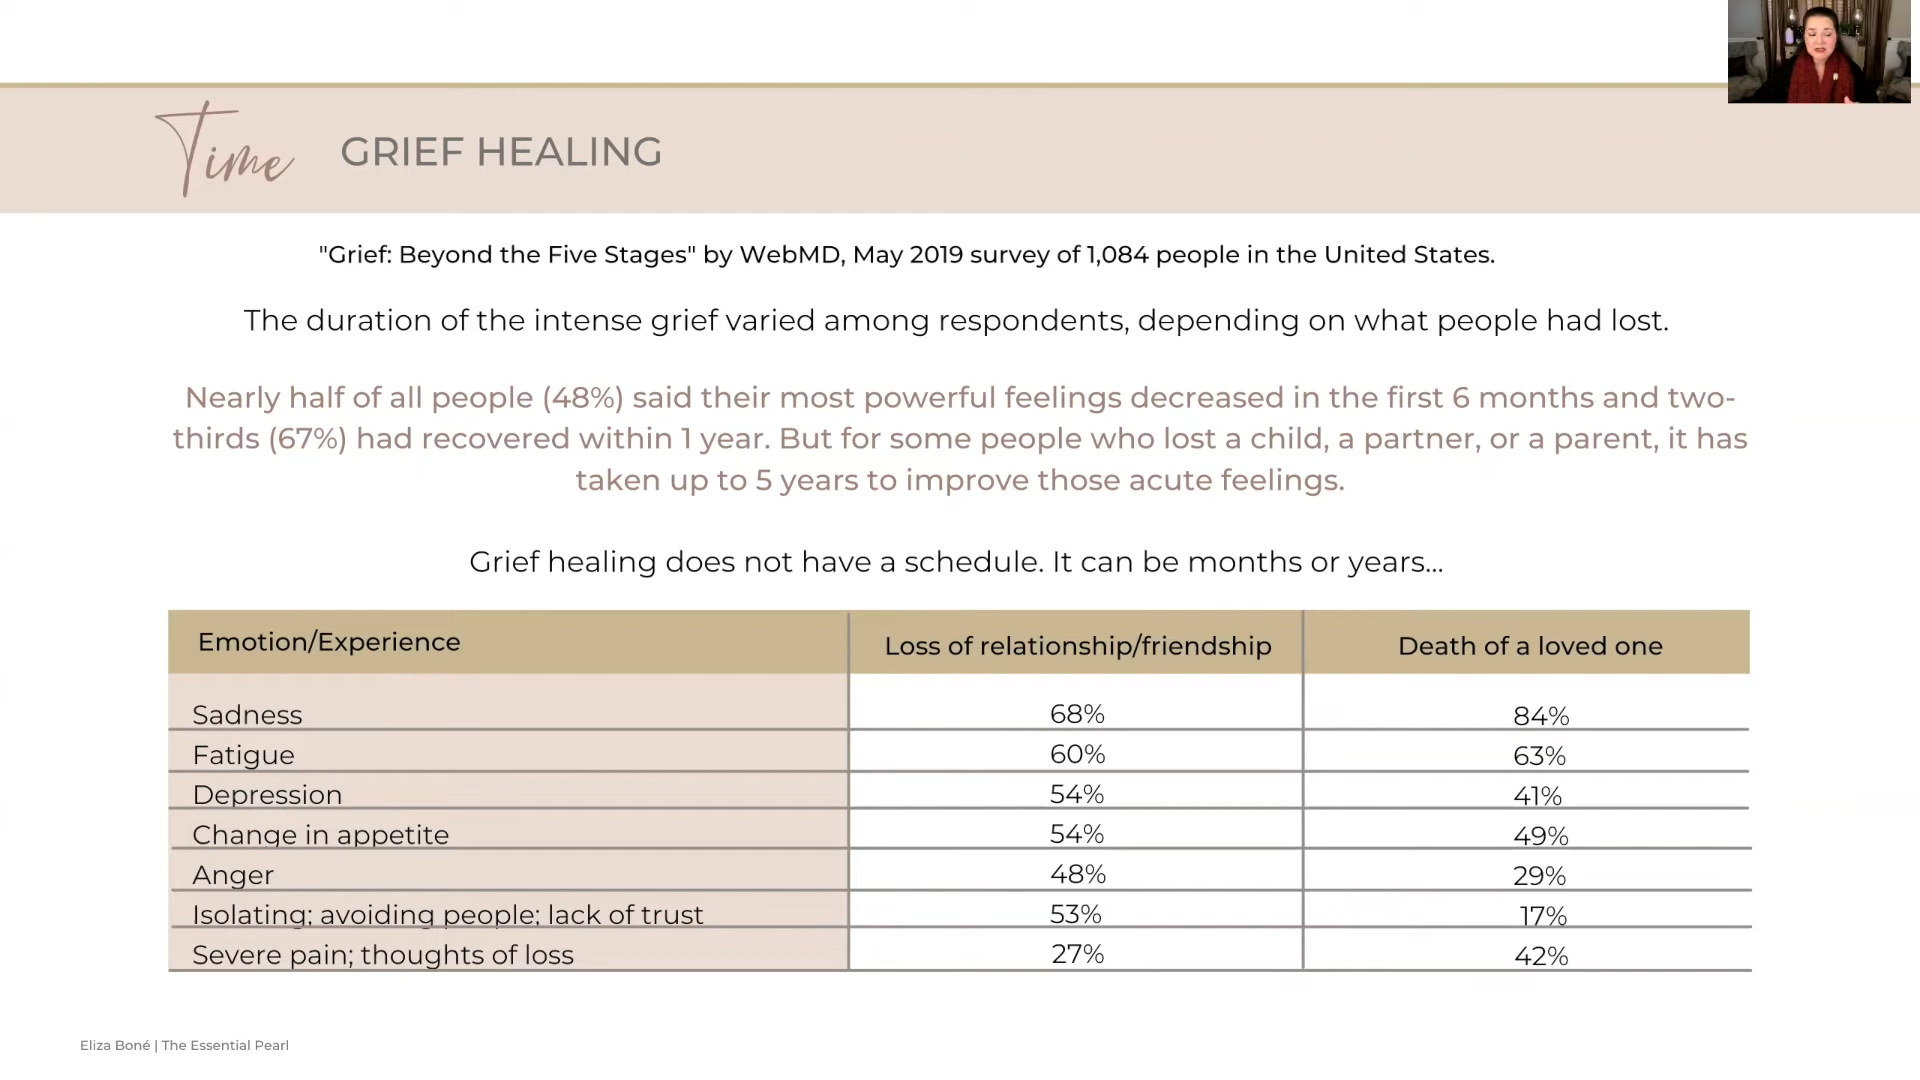 Time GRIEF HEALING
"Grief: Beyond the Five Stages" by WebMD, May 2019 survey of 1,084 people in the United States.
The duration of the intense grief varied among respondents, depending on what people had lost.
Nearly half of all people (48%) said their most powerful feelings decreased in the first 6 months and two-
thirds (67%) had recovered within 1 year. But for some people who lost a child, a partner, or a parent, it has
taken up to 5 years to improve those acute feelings.
Grief healing does not have a schedule. It can be months or years...
Emotion/Experience Loss of relationship/friendship Death of a loved one
Sadness 68% 84%
Fatigue 60% 63%
Depression 54% 41%
Change in appetite 54% 49%
Anger 48% 29%
Isolating; avoiding people; lack of trust 53% 17%
Severe pain; thoughts of loss 27% 42%
Eliza Boné | The Essential Pearl